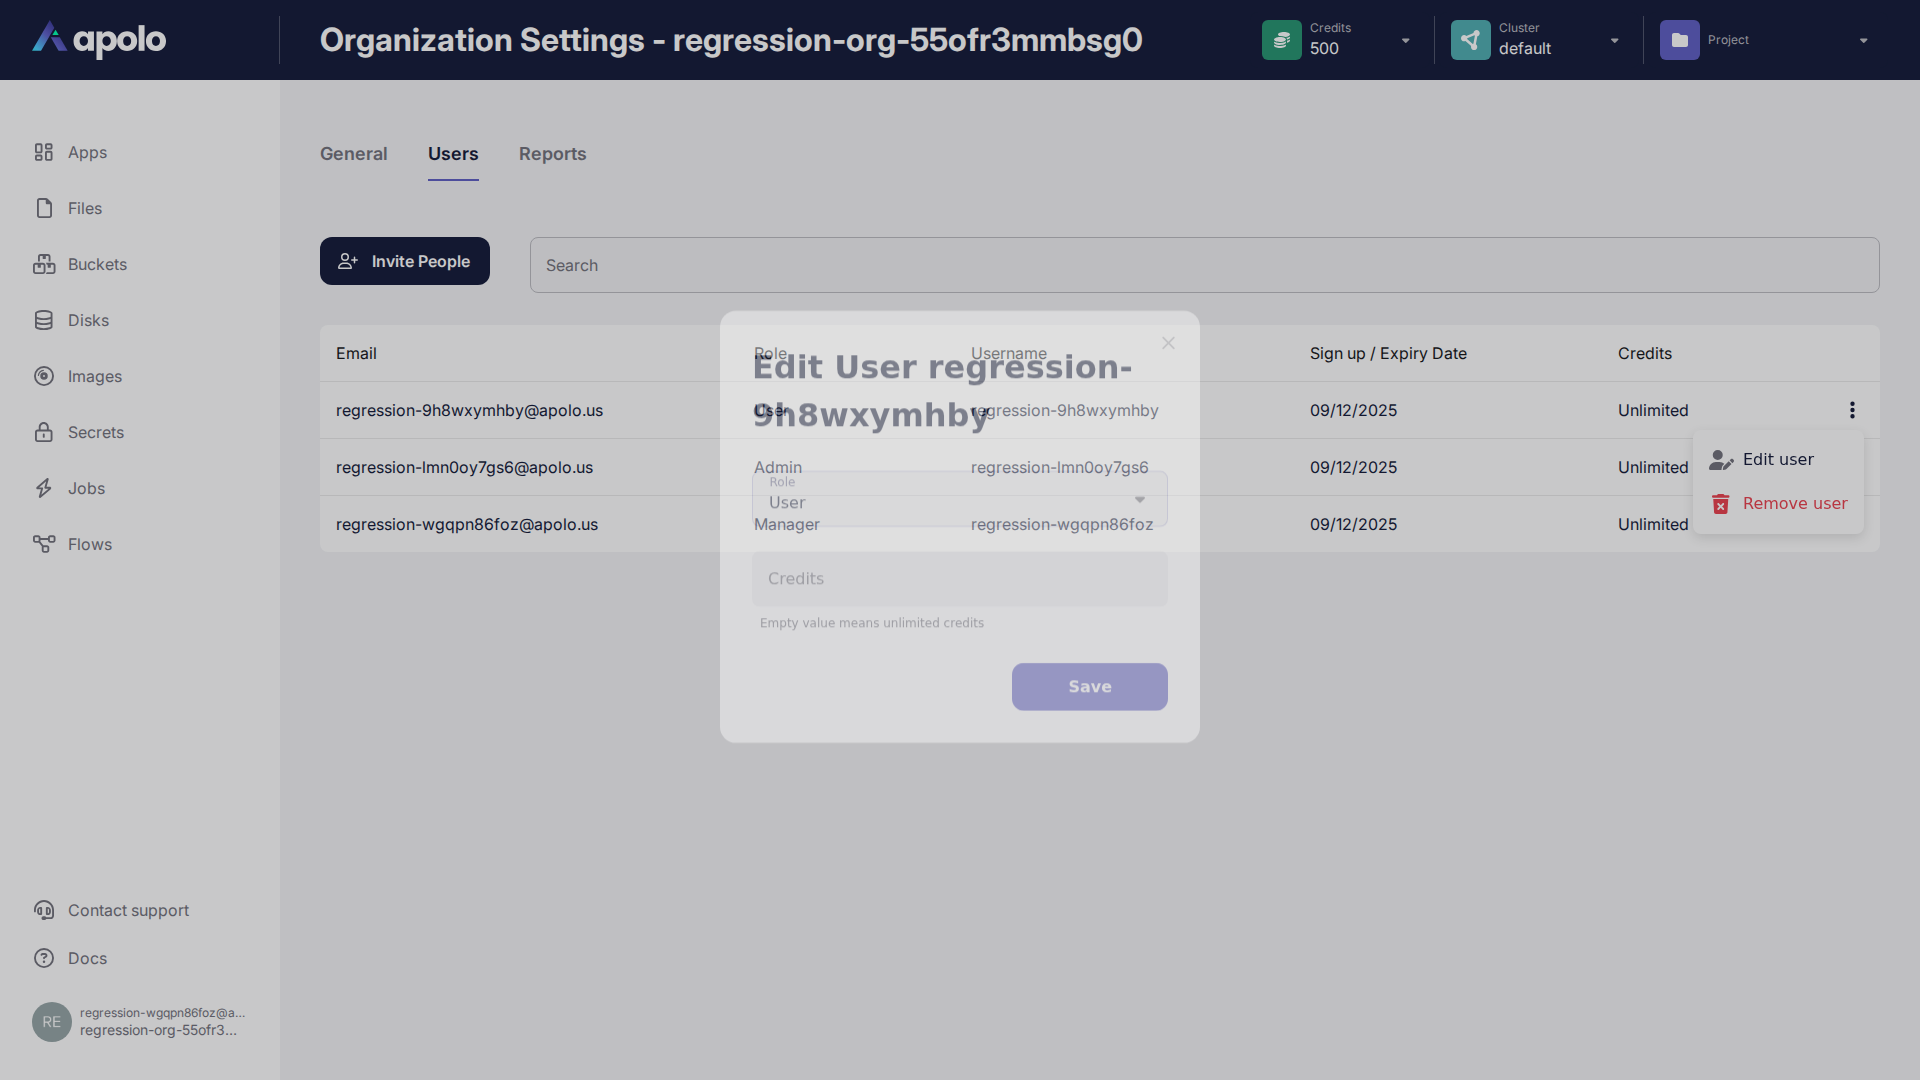 apolo
Organization Settings - regression-org-55ofr3mmbsg0
Credits
500
Cluster
default
Project
Apps
Files
Buckets
Disks
Images
Secrets
Jobs
Flows
Contact support
Docs
RE
regression-wgqpn86foz@a...
regression-org-55ofr3...
General
Users
Reports
Invite People
Search
Email
Role
Username
Sign up / Expiry Date
Credits
regression-9h8wxymhby@apolo.us
User
regression-9h8wxymhby
09/12/2025
Unlimited
regression-lmn0oy7gs6@apolo.us
Admin
regression-lmn0oy7gs6
09/12/2025
Unlimited
regression-wgqpn86foz@apolo.us
Manager
regression-wgqpn86foz
09/12/2025
Unlimited
Edit user
Remove user
Edit User regression-
9h8wxymhby
Role
User
Credits
Empty value means unlimited credits
Save